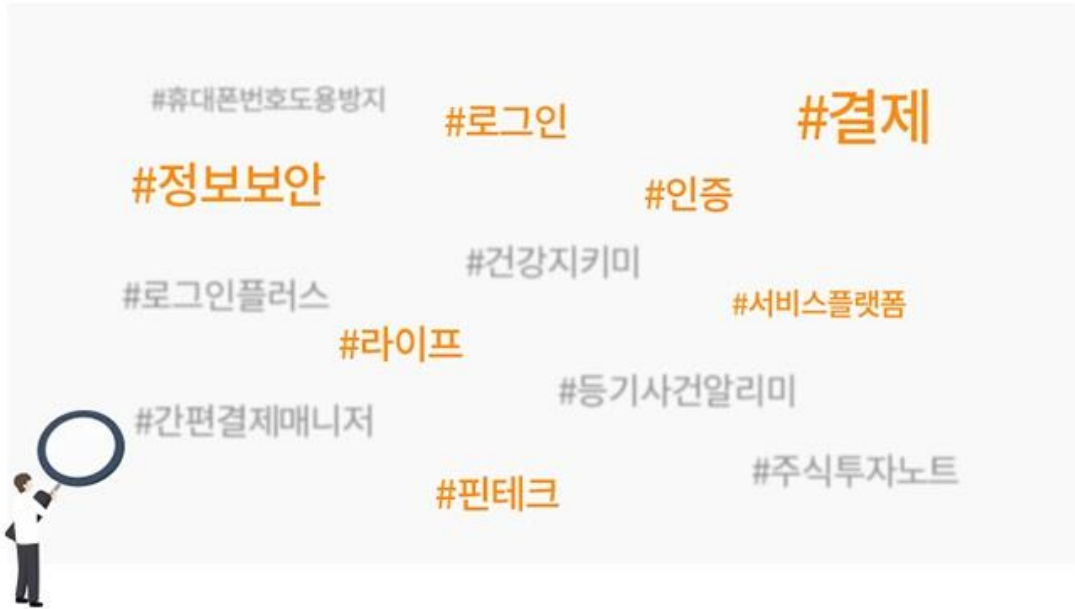 #휴대폰번호도용방지
#로그인
#결제
#정보보안
#인증
#건강지키미
#로그인플러스
#서비스플랫폼
#라이프
#등기사건알리미
#간편결제매니저
#주식투자노트
#핀테크